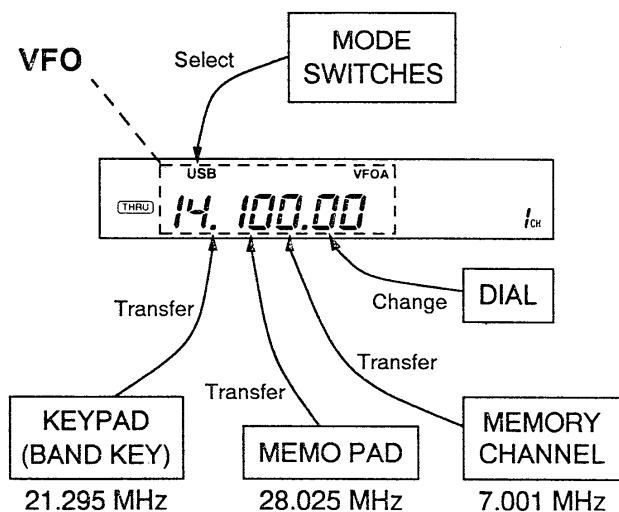 MODE
SWITCHES
Select
VFO
USB
VFOA
THRU
14.100.00
1CH
DIAL
Change
Transfer
Transfer
Transfer
KEYPAD
(BAND KEY)
MEMO PAD
MEMORY
CHANNEL
21.295 MHz
28.025 MHz
7.001 MHz